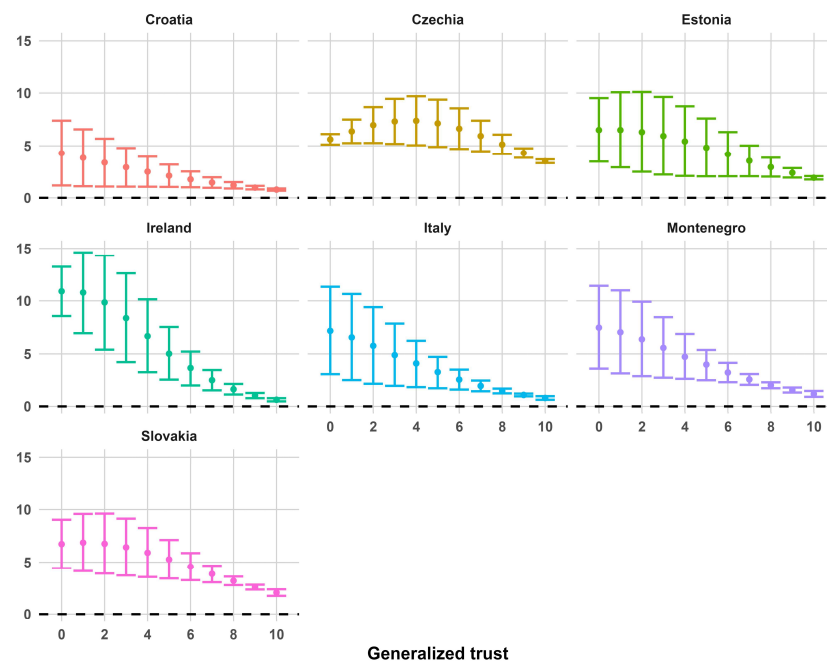 Croatia Czechia Estonia
15
10
5
0
Ireland Italy Montenegro
15
10
5
0
0 2 4 6 8 10 0 2 4 6 8 10
Slovakia
15
10
5
0
0 2 4 6 8 10
Generalized trust